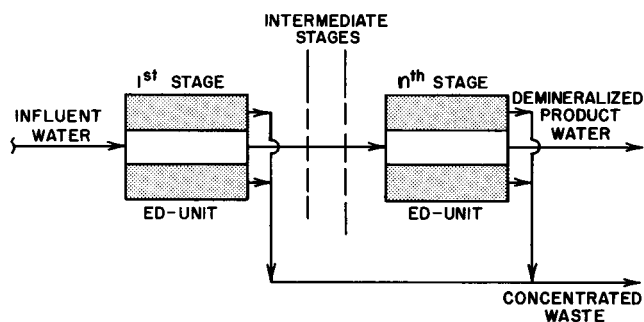 INTERMEDIATE
STAGES
1st STAGE
nth STAGE
INFLUENT
WATER
DEMINERALIZED
PRODUCT
WATER
ED-UNIT
ED-UNIT
CONCENTRATED
WASTE